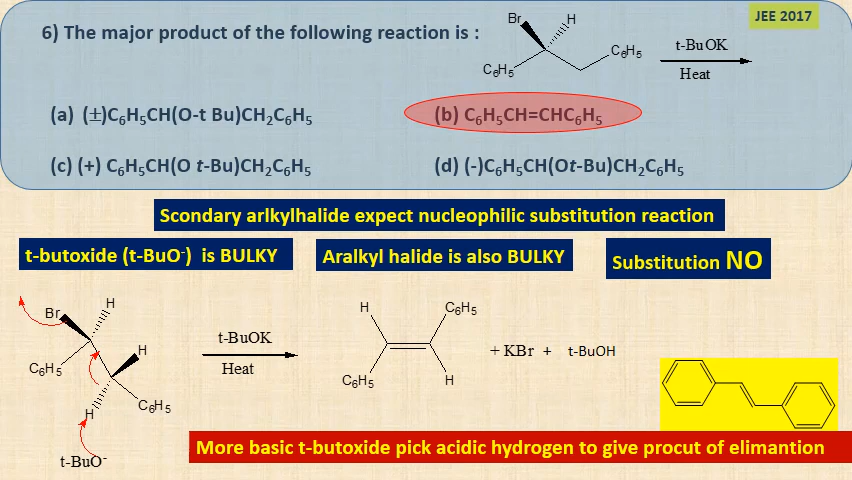 JEE 2017
6) The major product of the following reaction is :
Br H
C₆H₅ C₆H₅
t-BuOK
Heat
(a) (±)C₆H₅CH(O-t Bu)CH₂C₆H₅
(b) C₆H₅CH=CHC₆H₅
(c) (+) C₆H₅CH(O t-Bu)CH₂C₆H₅
(d) (-)C₆H₅CH(Ot-Bu)CH₂C₆H₅
Scondary arlkylhalide expect nucleophilic substitution reaction
t-butoxide (t-BuO⁻) is BULKY
Aralkyl halide is also BULKY
Substitution NO
Br H
H
C₆H₅
H C₆H₅
t-BuO⁻
t-BuOK
Heat
H C₆H₅
C₆H₅ H
+ KBr + t-BuOH
More basic t-butoxide pick acidic hydrogen to give procut of elimantion